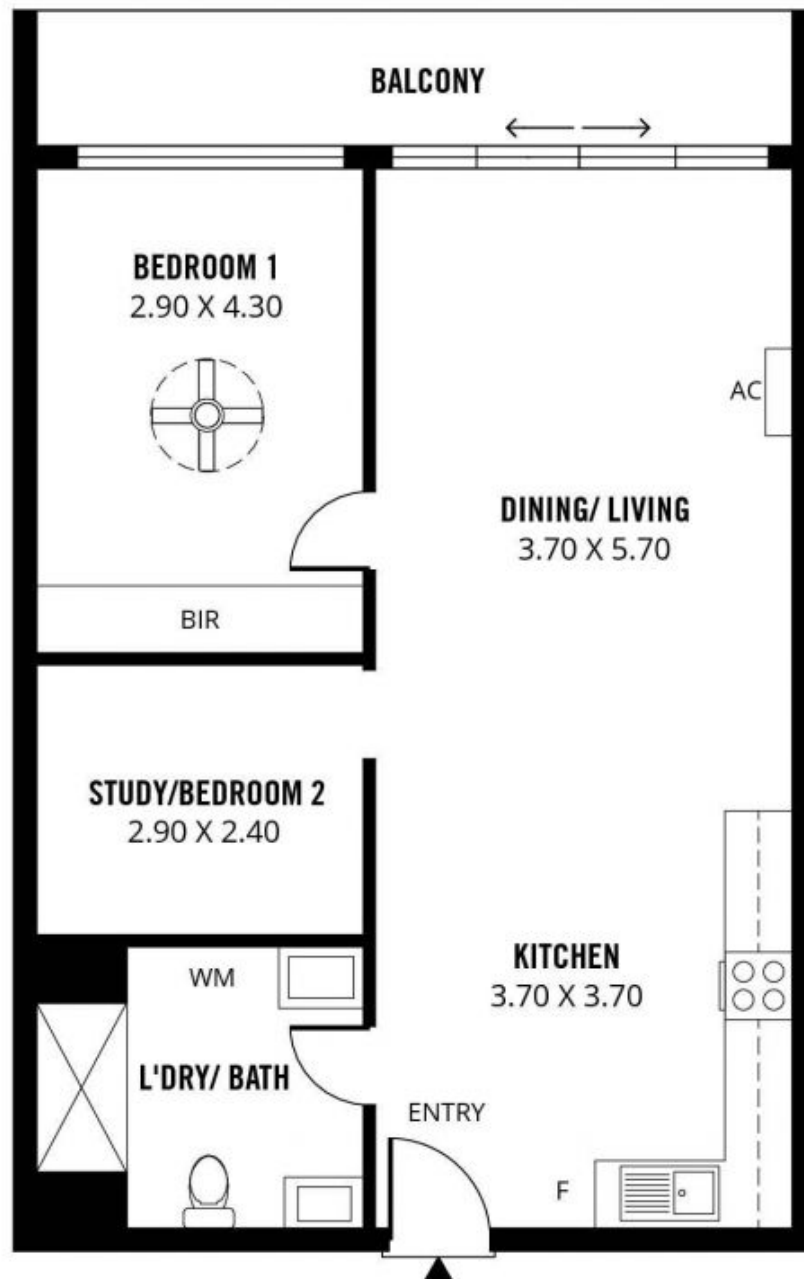 BALCONY
BEDROOM 1
2.90 X 4.30
AC
DINING/ LIVING
3.70 X 5.70
BIR
STUDY/BEDROOM 2
2.90 X 2.40
KITCHEN
3.70 X 3.70
WM
L'DRY/ BATH
ENTRY
F